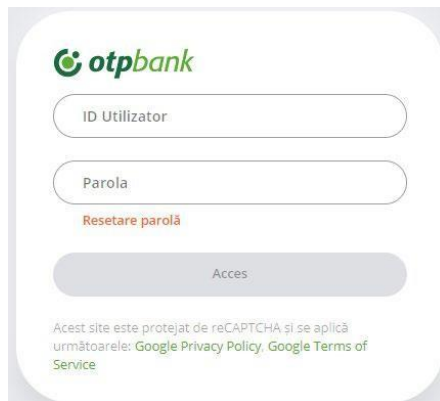 otpbank
ID Utilizator
Parola
Resetare parolă
Acces
Acest site este protejat de reCAPTCHA și se aplică
următoarele: Google Privacy Policy, Google Terms of
Service